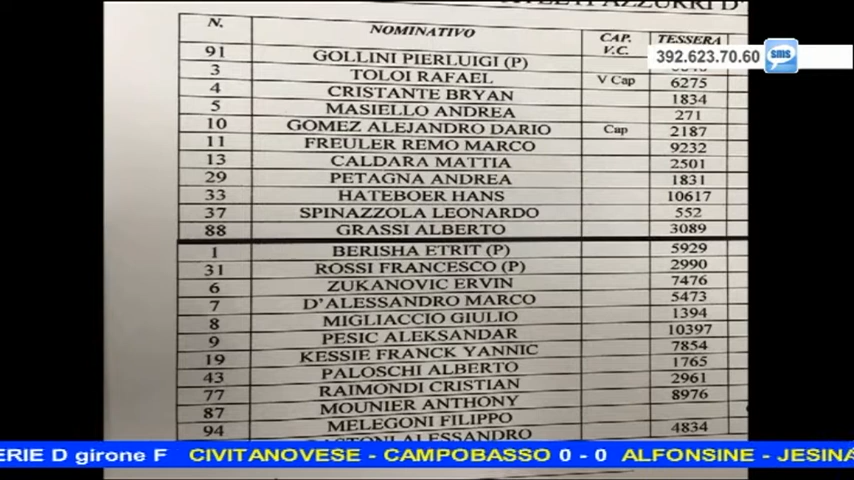 AZZURRI D'
N. NOMINATIVO CAP. V.C. TESSERA
392.623.70.60 sms
91 GOLLINI PIERLUIGI (P)
3 TOLOI RAFAEL V Cap 6275
4 CRISTANTE BRYAN 1834
5 MASIELLO ANDREA 271
10 GOMEZ ALEJANDRO DARIO Cap 2187
11 FREULER REMO MARCO 9232
13 CALDARA MATTIA 2501
29 PETAGNA ANDREA 1831
33 HATEBOER HANS 10617
37 SPINAZZOLA LEONARDO 552
88 GRASSI ALBERTO 3089
1 BERISHA ETRIT (P) 5929
31 ROSSI FRANCESCO (P) 2990
6 ZUKANOVIC ERVIN 7476
7 D'ALESSANDRO MARCO 5473
8 MIGLIACCIO GIULIO 1394
9 PESIC ALEKSANDAR 10397
19 KESSIE FRANCK YANNIC 7854
43 PALOSCHI ALBERTO 1765
77 RAIMONDI CRISTIAN 2961
87 MOUNIER ANTHONY 8976
94 MELEGONI FILIPPO
ALESSANDRO 4834
ERIE D girone F CIVITANOVESE - CAMPOBASSO 0 - 0 ALFONSINE - JESINA